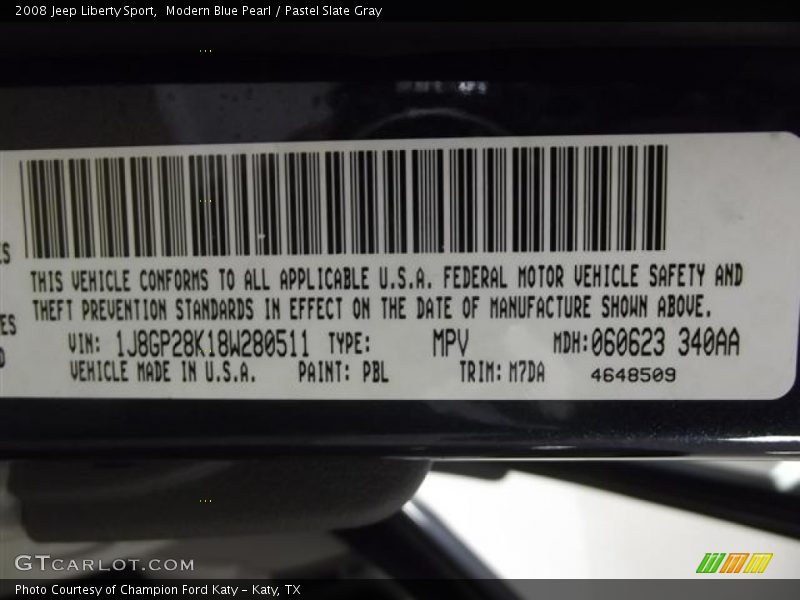 2008 Jeep Liberty Sport,  Modern Blue Pearl / Pastel Slate Gray
THIS VEHICLE CONFORMS TO ALL APPLICABLE U.S.A. FEDERAL MOTOR VEHICLE SAFETY AND
THEFT PREVENTION STANDARDS IN EFFECT ON THE DATE OF MANUFACTURE SHOWN ABOVE.
VIN: 1J8GP28K18W280511 TYPE: MPV MDH:060623 340AA
VEHICLE MADE IN U.S.A. PAINT: PBL TRIM: M7DA 4648509
GTCARLOT.COM
Photo Courtesy of Champion Ford Katy – Katy, TX